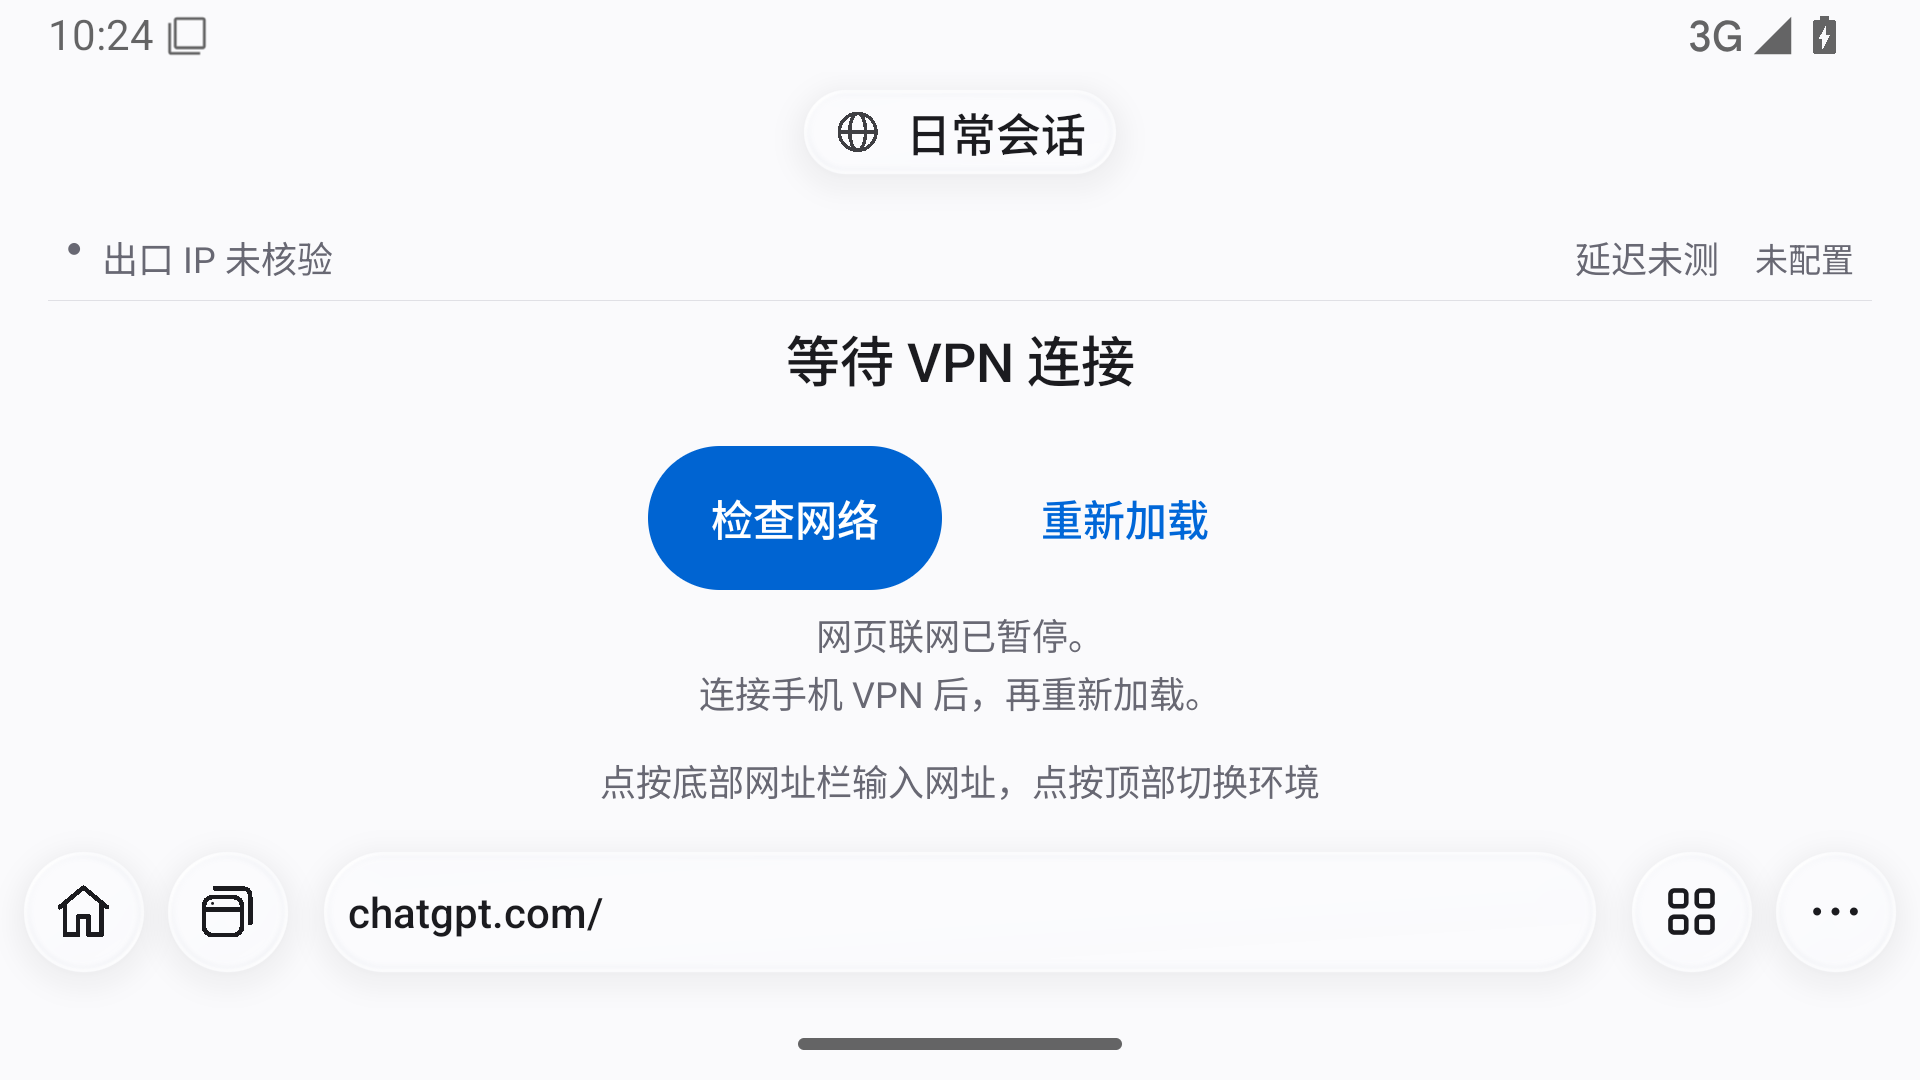 10:24
3G
日常会话
出口 IP 未核验
延迟未测 未配置
等待 VPN 连接
检查网络
重新加载
网页联网已暂停。
连接手机 VPN 后，再重新加载。
点按底部网址栏输入网址，点按顶部切换环境
chatgpt.com/